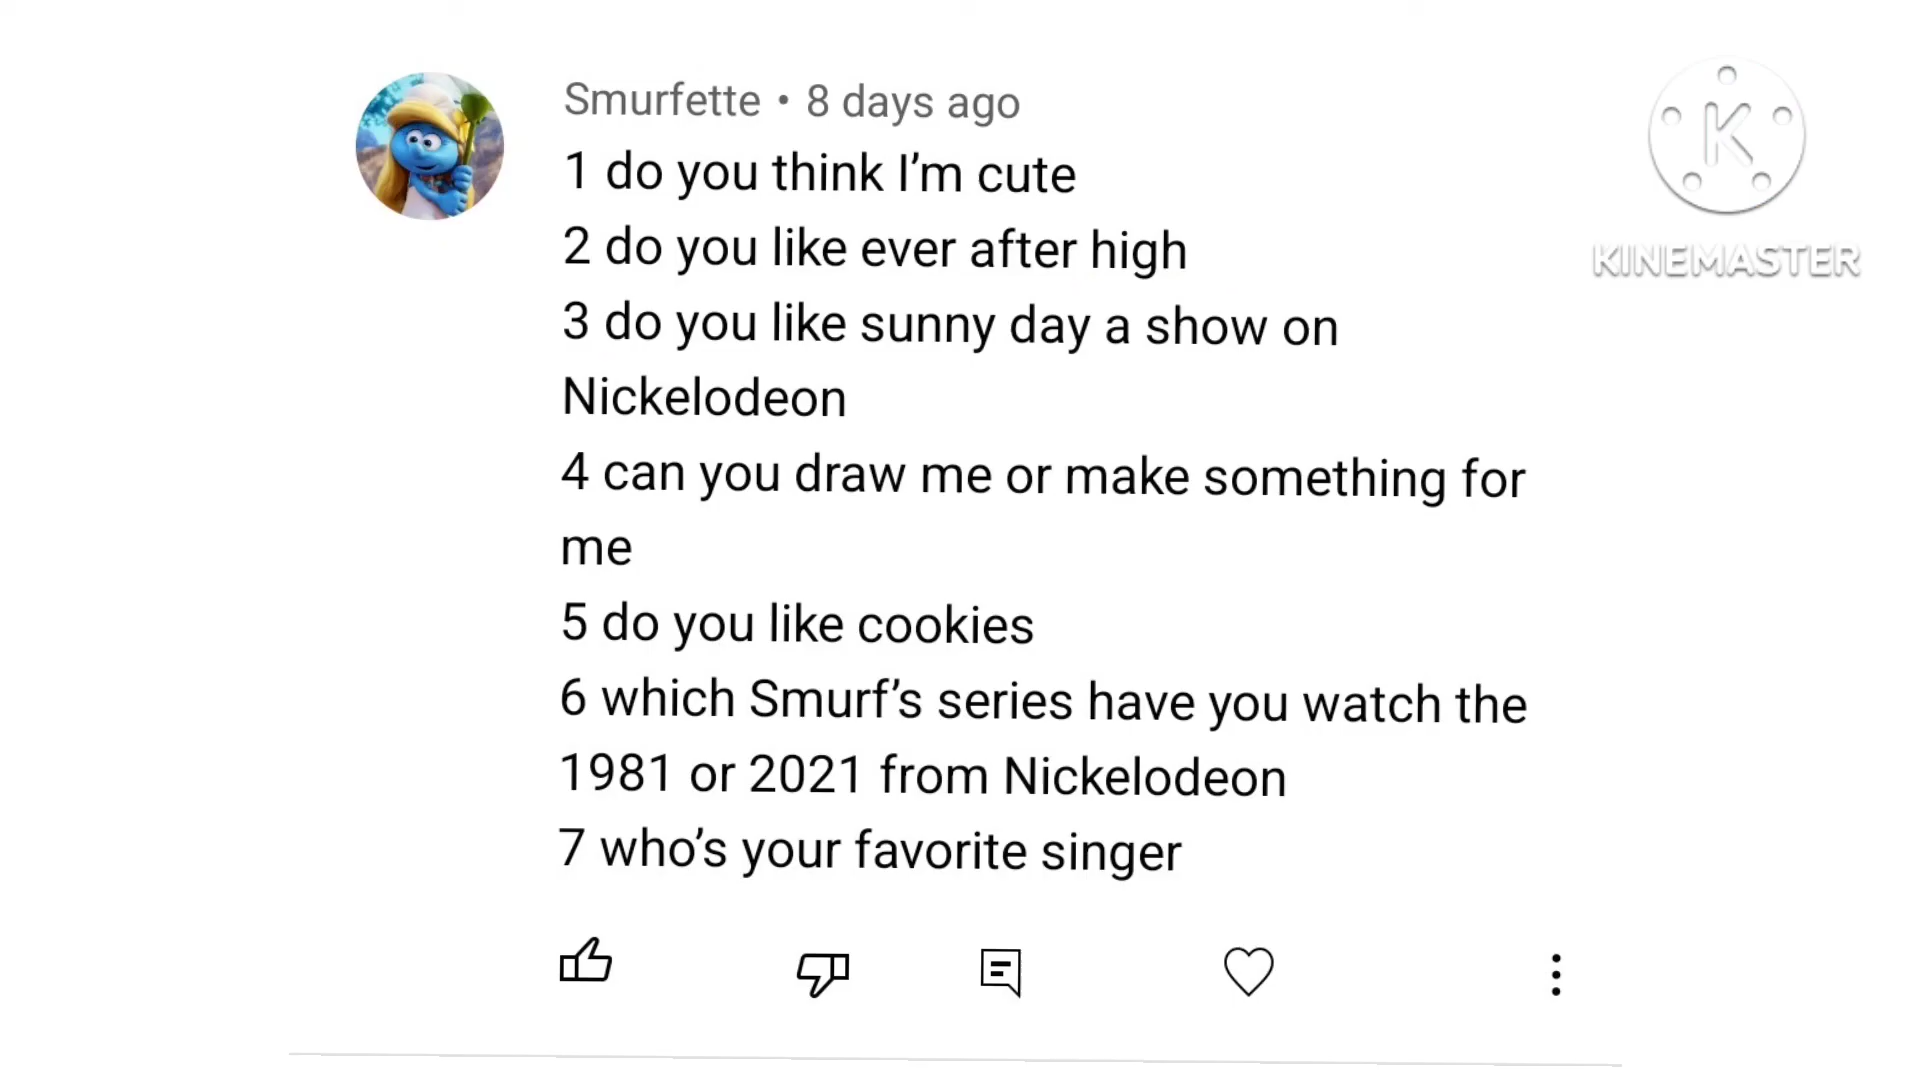 Smurfette • 8 days ago
1 do you think I’m cute
2 do you like ever after high
3 do you like sunny day a show on
Nickelodeon
4 can you draw me or make something for
me
5 do you like cookies
6 which Smurf’s series have you watch the
1981 or 2021 from Nickelodeon
7 who’s your favorite singer
K
KINEMASTER